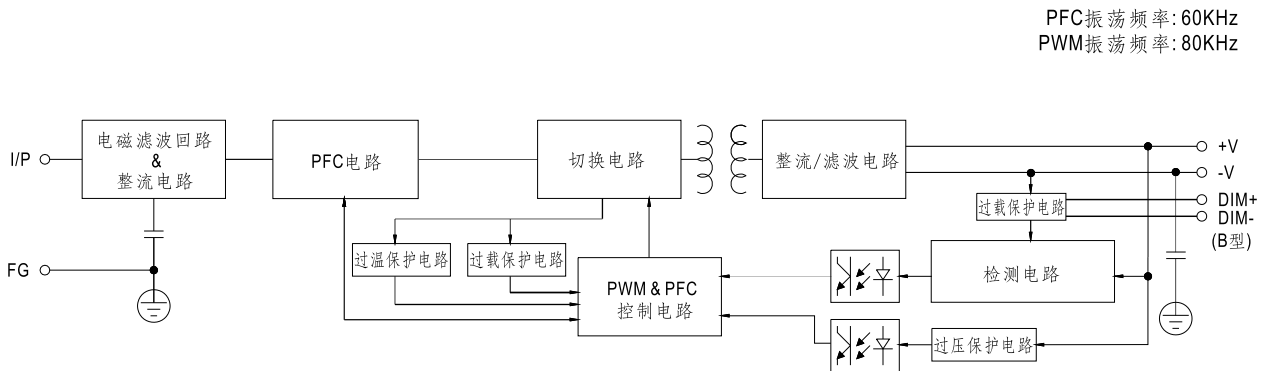 PFC振荡频率: 60KHz
PWM振荡频率: 80KHz
I/P
电磁滤波回路
&
整流电路
PFC电路
切换电路
整流/滤波电路
+V
-V
DIM+
DIM-
(B型)
过载保护电路
FG
过温保护电路
过载保护电路
PWM & PFC
控制电路
检测电路
过压保护电路